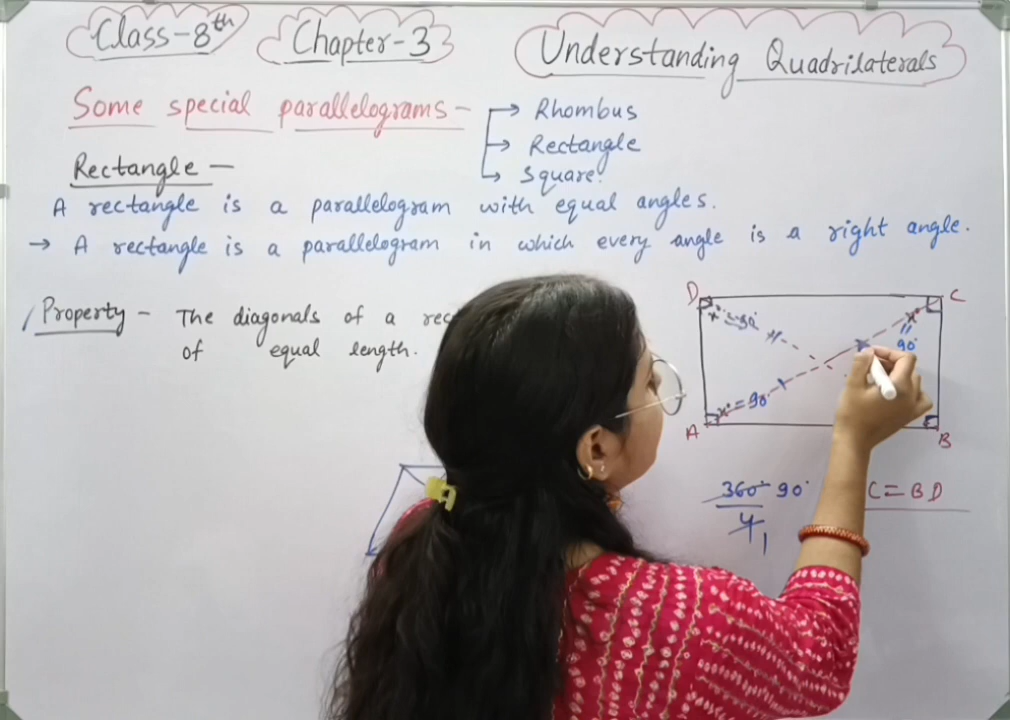 Class-8th Chapter-3 Understanding Quadrilaterals
Some special parallelograms - → Rhombus
→ Rectangle
→ Square.
Rectangle -
A rectangle is a parallelogram with equal angles.
→ A rectangle is a parallelogram in which every angle is a right angle.
Property - The diagonals of a rec
of equal length.
D C
x° = 90° x°
= 90°
x° = 90°
A B
360° 90°
4 1
C = BD